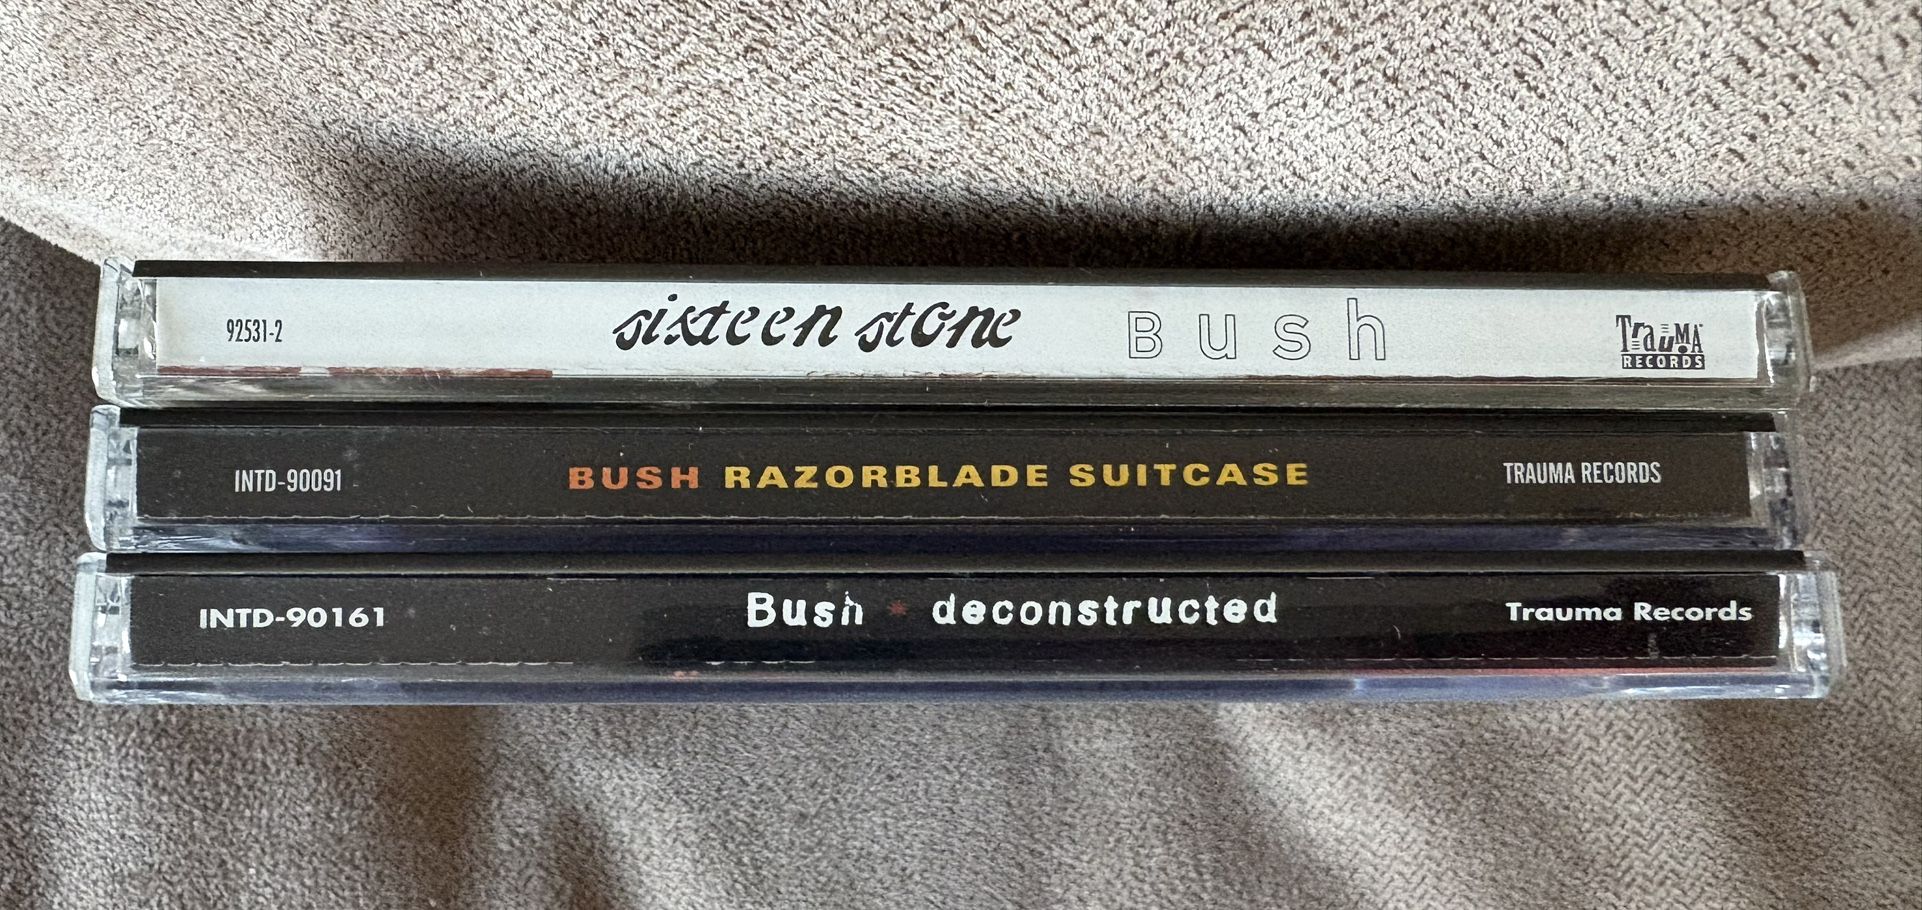 92531-2 sixteen stone Bush TrauMA RECORDS
INTD-90091 BUSH RAZORBLADE SUITCASE TRAUMA RECORDS
INTD-90161 Bush * deconstructed Trauma Records